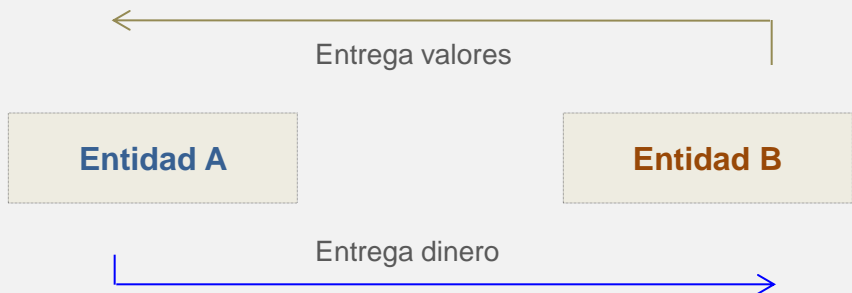 Entrega valores
Entidad A
Entidad B
Entrega dinero